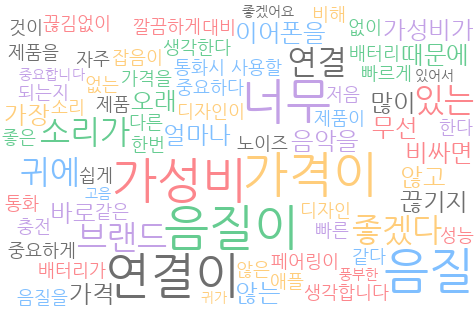 좋겠어요
것이 끊김없이 깔끔하게 대비 비해
이어폰을 없이 가성비가
제품을 자주 잡음이 생각한다 연결 배터리 때문에
중요합니다 통화시 사용할 빠르게 있어서
되는지 없는 가격을 중요하다 너무 저음 많이 있는
가장 소리 제품 오래 디자인이 제품이
좋은 소리가 다른 얼마나 노이즈 음악을 무선 한다
한번 비싸면
귀에 쉽게 가성비 가격이 않고
고음 끊기지
통화 바로 같은 음질이 디자인 좋겠다
충전 브랜드 빠른 성능
중요하게 연결이 같다 음질
배터리가 않은 페어링이 풍부한
애플
음질을 가격 귀가 않는 생각합니다